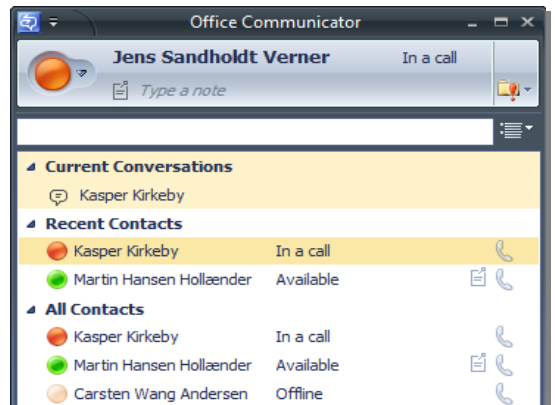 Office Communicator
Jens Sandholdt Verner In a call
Type a note
Current Conversations
Kasper Kirkeby
Recent Contacts
Kasper Kirkeby In a call
Martin Hansen Hollænder Available
All Contacts
Kasper Kirkeby In a call
Martin Hansen Hollænder Available
Carsten Wang Andersen Offline